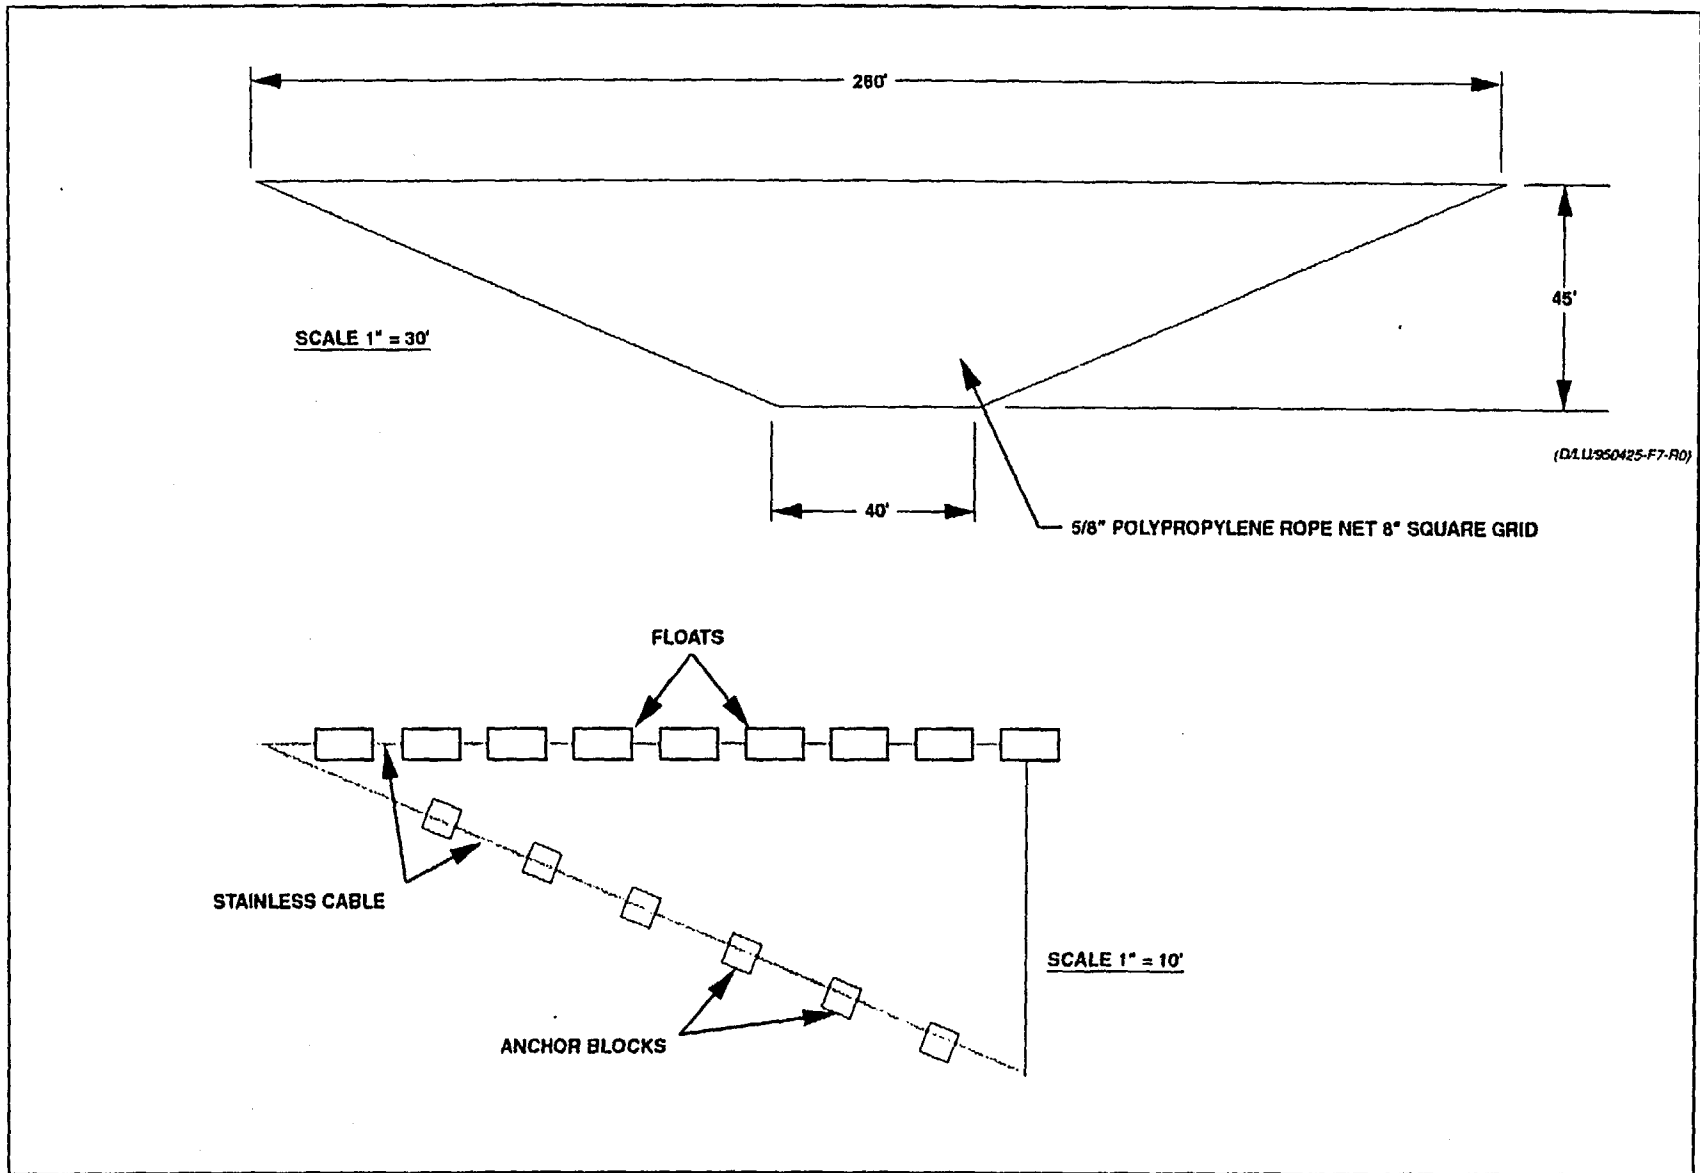 260'
45'
SCALE 1" = 30'
(D/LLI/950425-F7-R0)
40'
5/8" POLYPROPYLENE ROPE NET 8" SQUARE GRID
FLOATS
STAINLESS CABLE
SCALE 1" = 10'
ANCHOR BLOCKS